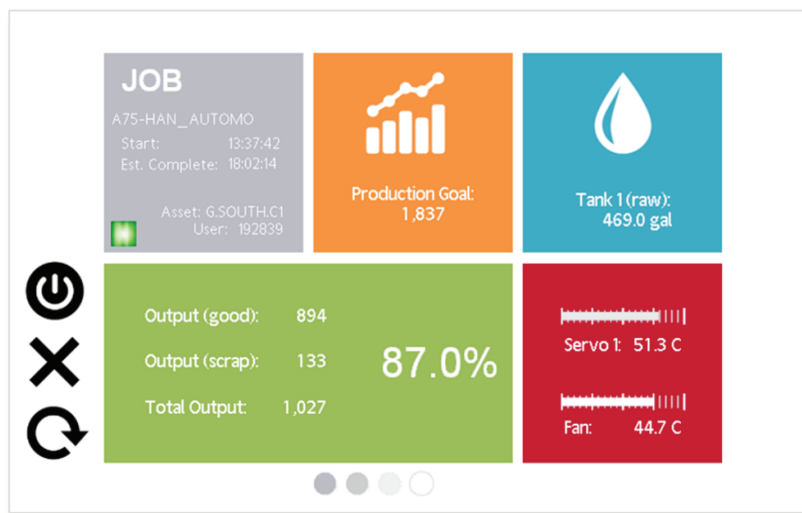 JOB
A75-HAN_AUTOMO
Start: 13:37:42
Est. Complete: 18:02:14
Asset: G.SOUTH.C1
User: 192839
Production Goal:
1,837
Tank 1 (raw):
469.0 gal
Output (good): 894
Output (scrap): 133
Total Output: 1,027
87.0%
Servo 1: 51.3 C
Fan: 44.7 C